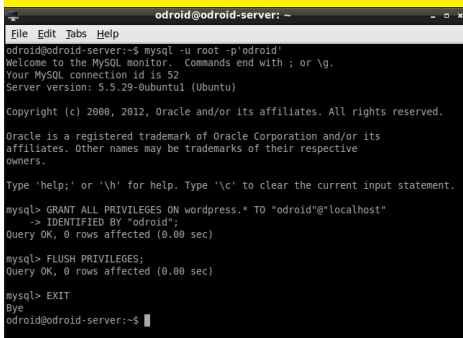 odroid@odroid-server: ~
File Edit Tabs Help
odroid@odroid-server:~$ mysql -u root -p'odroid'
Welcome to the MySQL monitor.  Commands end with ; or \g.
Your MySQL connection id is 52
Server version: 5.5.29-0ubuntu1 (Ubuntu)
Copyright (c) 2000, 2012, Oracle and/or its affiliates. All rights reserved.
Oracle is a registered trademark of Oracle Corporation and/or its
affiliates. Other names may be trademarks of their respective
owners.
Type 'help;' or '\h' for help. Type '\c' to clear the current input statement.
mysql> GRANT ALL PRIVILEGES ON wordpress.* TO "odroid"@"localhost"
    -> IDENTIFIED BY "odroid";
Query OK, 0 rows affected (0.00 sec)
mysql> FLUSH PRIVILEGES;
Query OK, 0 rows affected (0.00 sec)
mysql> EXIT
Bye
odroid@odroid-server:~$